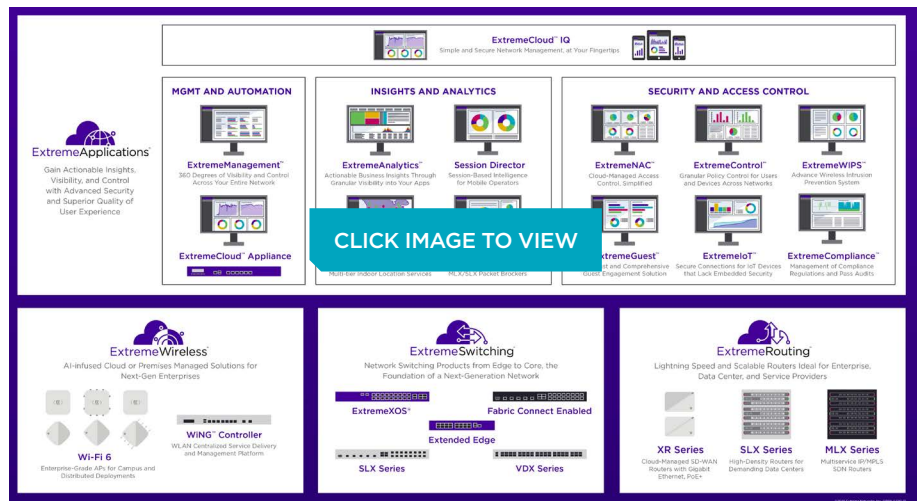 ExtremeCloud™ IQ
Simple and Secure Network Management, at Your Fingertips
ExtremeApplications™
Gain Actionable Insights,
Visibility, and Control
with Advanced Security
and Superior Quality of
User Experience
MGMT AND AUTOMATION
ExtremeManagement™
360 Degrees of Visibility and Control
Across Your Entire Network
ExtremeCloud™ Appliance
INSIGHTS AND ANALYTICS
ExtremeAnalytics™
Actionable Business Insights Through
Granular Visibility into Your Apps
Session Director
Session-Based Intelligence
for Mobile Operators
Multi-tier Indoor Location Services
MLX/SLX Packet Brockers
CLICK IMAGE TO VIEW
SECURITY AND ACCESS CONTROL
ExtremeNAC™
Cloud-Managed Access
Control, Simplified
ExtremeControl™
Granular Policy Control for Users
and Devices Across Networks
ExtremeWIPS™
Advance Wireless Intrusion
Prevention System
xtremeGuest™
st and Comprehensive
Guest Engagement Solution
ExtremeIoT™
Secure Connections for IoT Devices
that Lack Embedded Security
ExtremeCompliance™
Management of Compliance
Regulations and Pass Audits
ExtremeWireless™
AI-infused Cloud or Premises Managed Solutions for
Next-Gen Enterprises
Wi-Fi 6
Enterprise-Grade APs for Campus and
Distributed Deployments
WiNG™ Controller
WLAN Centralized Service Delivery
and Management Platform
ExtremeSwitching™
Network Switching Products from Edge to Core, the
Foundation of a Next-Generation Network
ExtremeXOS®
Fabric Connect Enabled
Extended Edge
SLX Series
VDX Series
ExtremeRouting™
Lightning Speed and Scalable Routers Ideal for Enterprise,
Data Center, and Service Providers
XR Series
Cloud-Managed SD-WAN
Routers with Gigabit
Ethernet, PoE+
SLX Series
High-Density Routers for
Demanding Data Centers
MLX Series
Multiservice IP/MPLS
SDN Routers